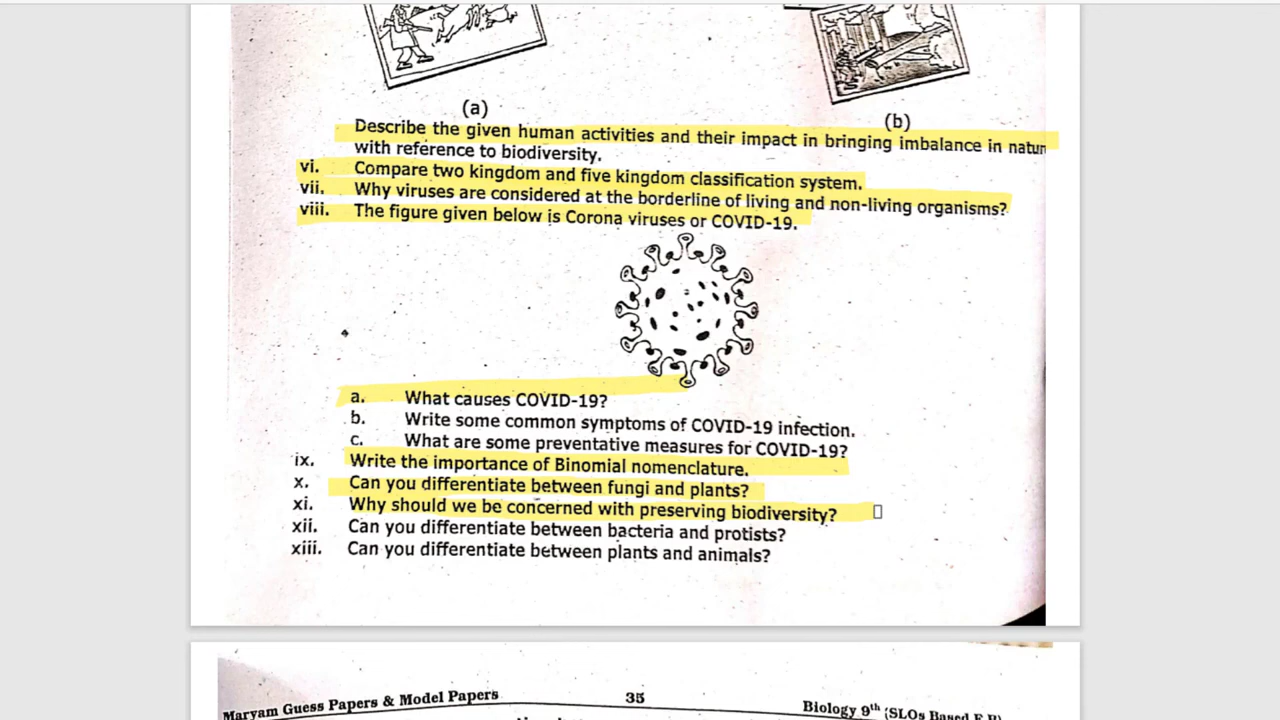 (a)
(b)
Describe the given human activities and their impact in bringing imbalance in natur
with reference to biodiversity.
vi. Compare two kingdom and five kingdom classification system.
vii. Why viruses are considered at the borderline of living and non-living organisms?
viii. The figure given below is Corona viruses or COVID-19.
a. What causes COVID-19?
b. Write some common symptoms of COVID-19 infection.
c. What are some preventative measures for COVID-19?
ix. Write the importance of Binomial nomenclature.
x. Can you differentiate between fungi and plants?
xi. Why should we be concerned with preserving biodiversity?
xii. Can you differentiate between bacteria and protists?
xiii. Can you differentiate between plants and animals?
Maryam Guess Papers & Model Papers 35 Biology 9th (SLOs Based